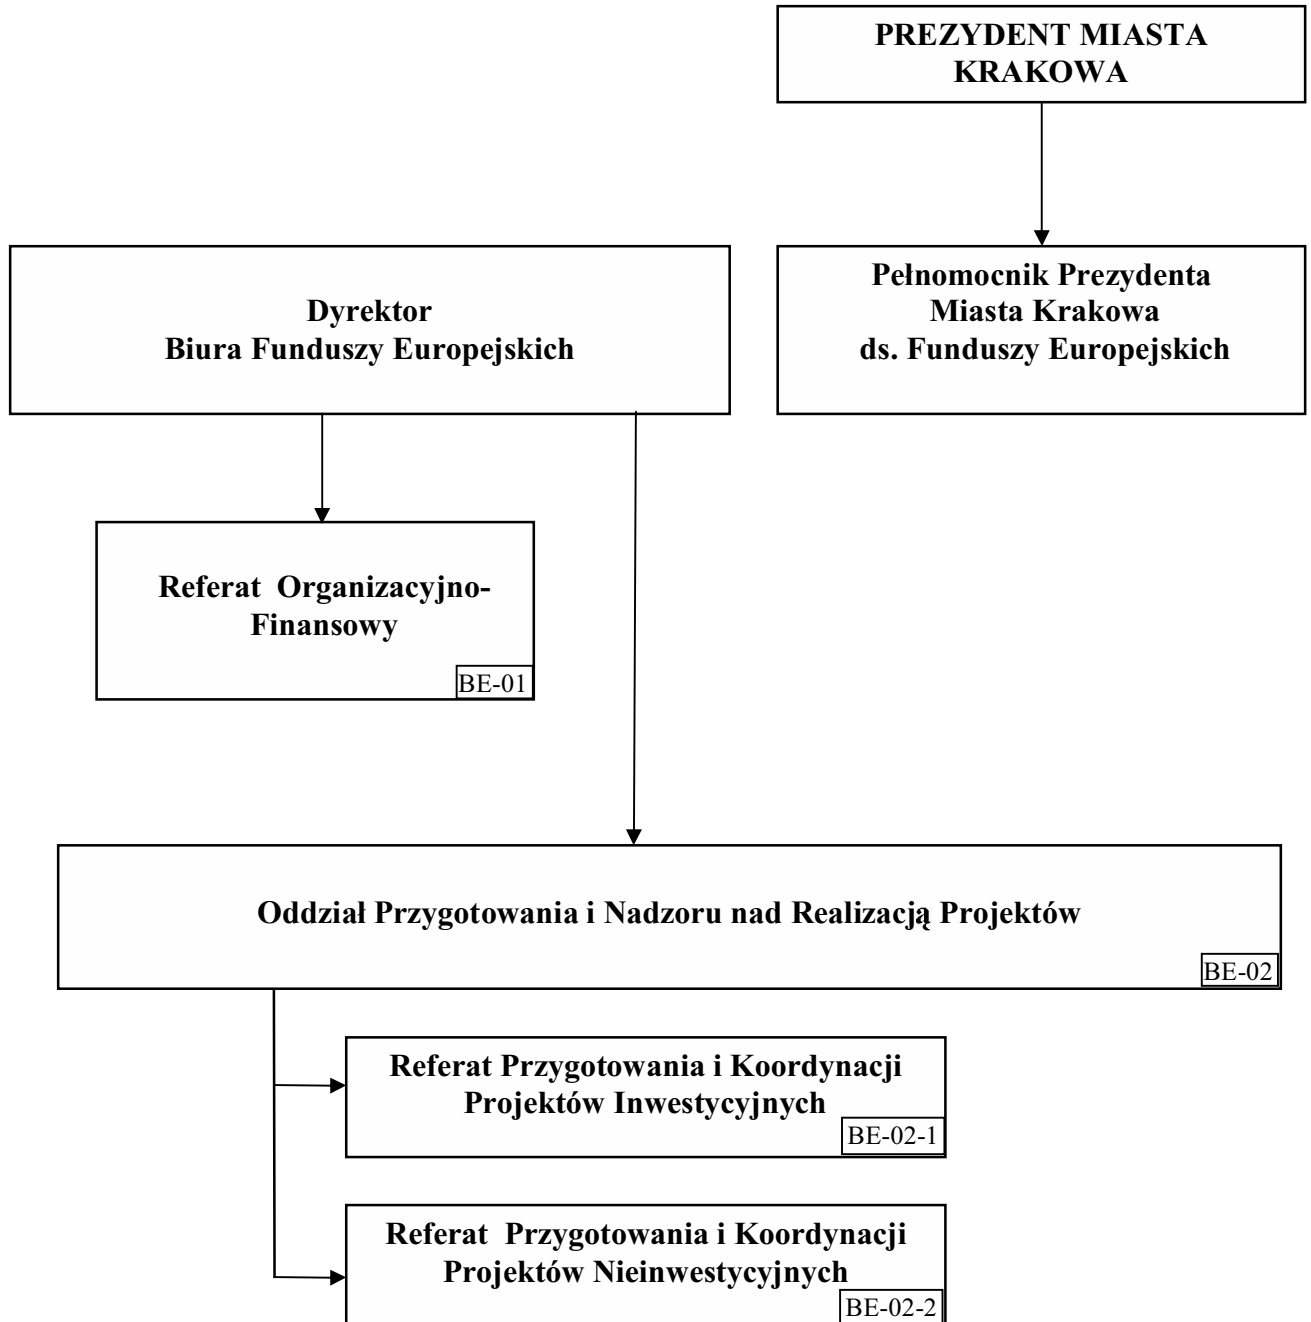 PREZYDENT MIASTA
KRAKOWA
Dyrektor
Biura Funduszy Europejskich
Pełnomocnik Prezydenta
Miasta Krakowa
ds. Funduszy Europejskich
Referat Organizacyjno-
Finansowy
BE-01
Oddział Przygotowania i Nadzoru nad Realizacją Projektów
BE-02
Referat Przygotowania i Koordynacji
Projektów Inwestycyjnych
BE-02-1
Referat Przygotowania i Koordynacji
Projektów Nieinwestycyjnych
BE-02-2